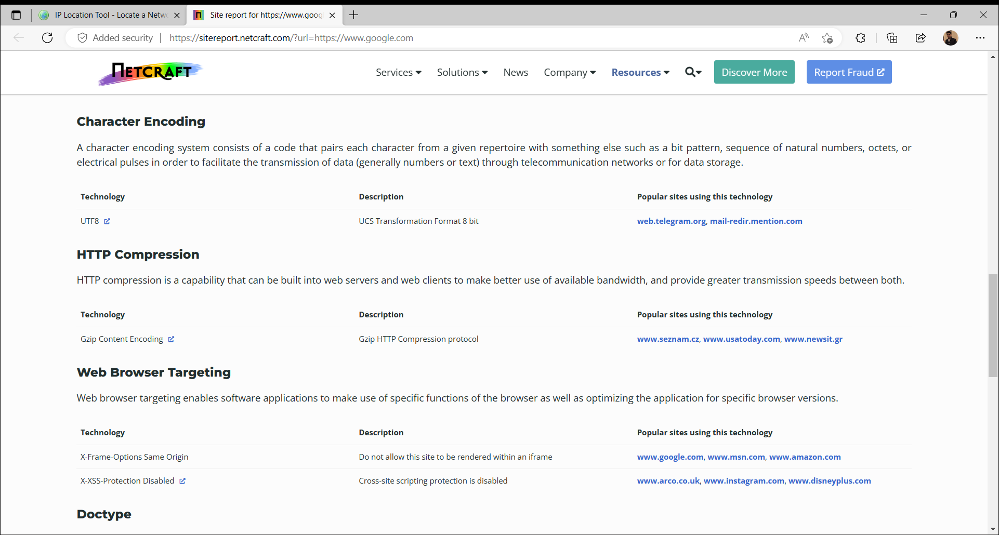 IP Location Tool - Locate a Netw
Site report for https://www.goog
Added security
https://sitereport.netcraft.com/?url=https://www.google.com
NETCRAFT
Services
Solutions
News
Company
Resources
Discover More
Report Fraud
Character Encoding
A character encoding system consists of a code that pairs each character from a given repertoire with something else such as a bit pattern, sequence of natural numbers, octets, or
electrical pulses in order to facilitate the transmission of data (generally numbers or text) through telecommunication networks or for data storage.
Technology Description Popular sites using this technology
UTF8 UCS Transformation Format 8 bit web.telegram.org, mail-redir.mention.com
HTTP Compression
HTTP compression is a capability that can be built into web servers and web clients to make better use of available bandwidth, and provide greater transmission speeds between both.
Technology Description Popular sites using this technology
Gzip Content Encoding Gzip HTTP Compression protocol www.seznam.cz, www.usatoday.com, www.newsit.gr
Web Browser Targeting
Web browser targeting enables software applications to make use of specific functions of the browser as well as optimizing the application for specific browser versions.
Technology Description Popular sites using this technology
X-Frame-Options Same Origin Do not allow this site to be rendered within an iframe www.google.com, www.msn.com, www.amazon.com
X-XSS-Protection Disabled Cross-site scripting protection is disabled www.arco.co.uk, www.instagram.com, www.disneyplus.com
Doctype